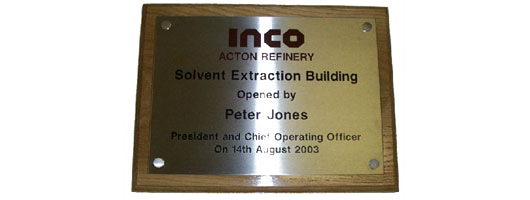 INCO
ACTON REFINERY
Solvent Extraction Building
Opened by
Peter Jones
President and Chief Operating Officer
On 14th August 2003